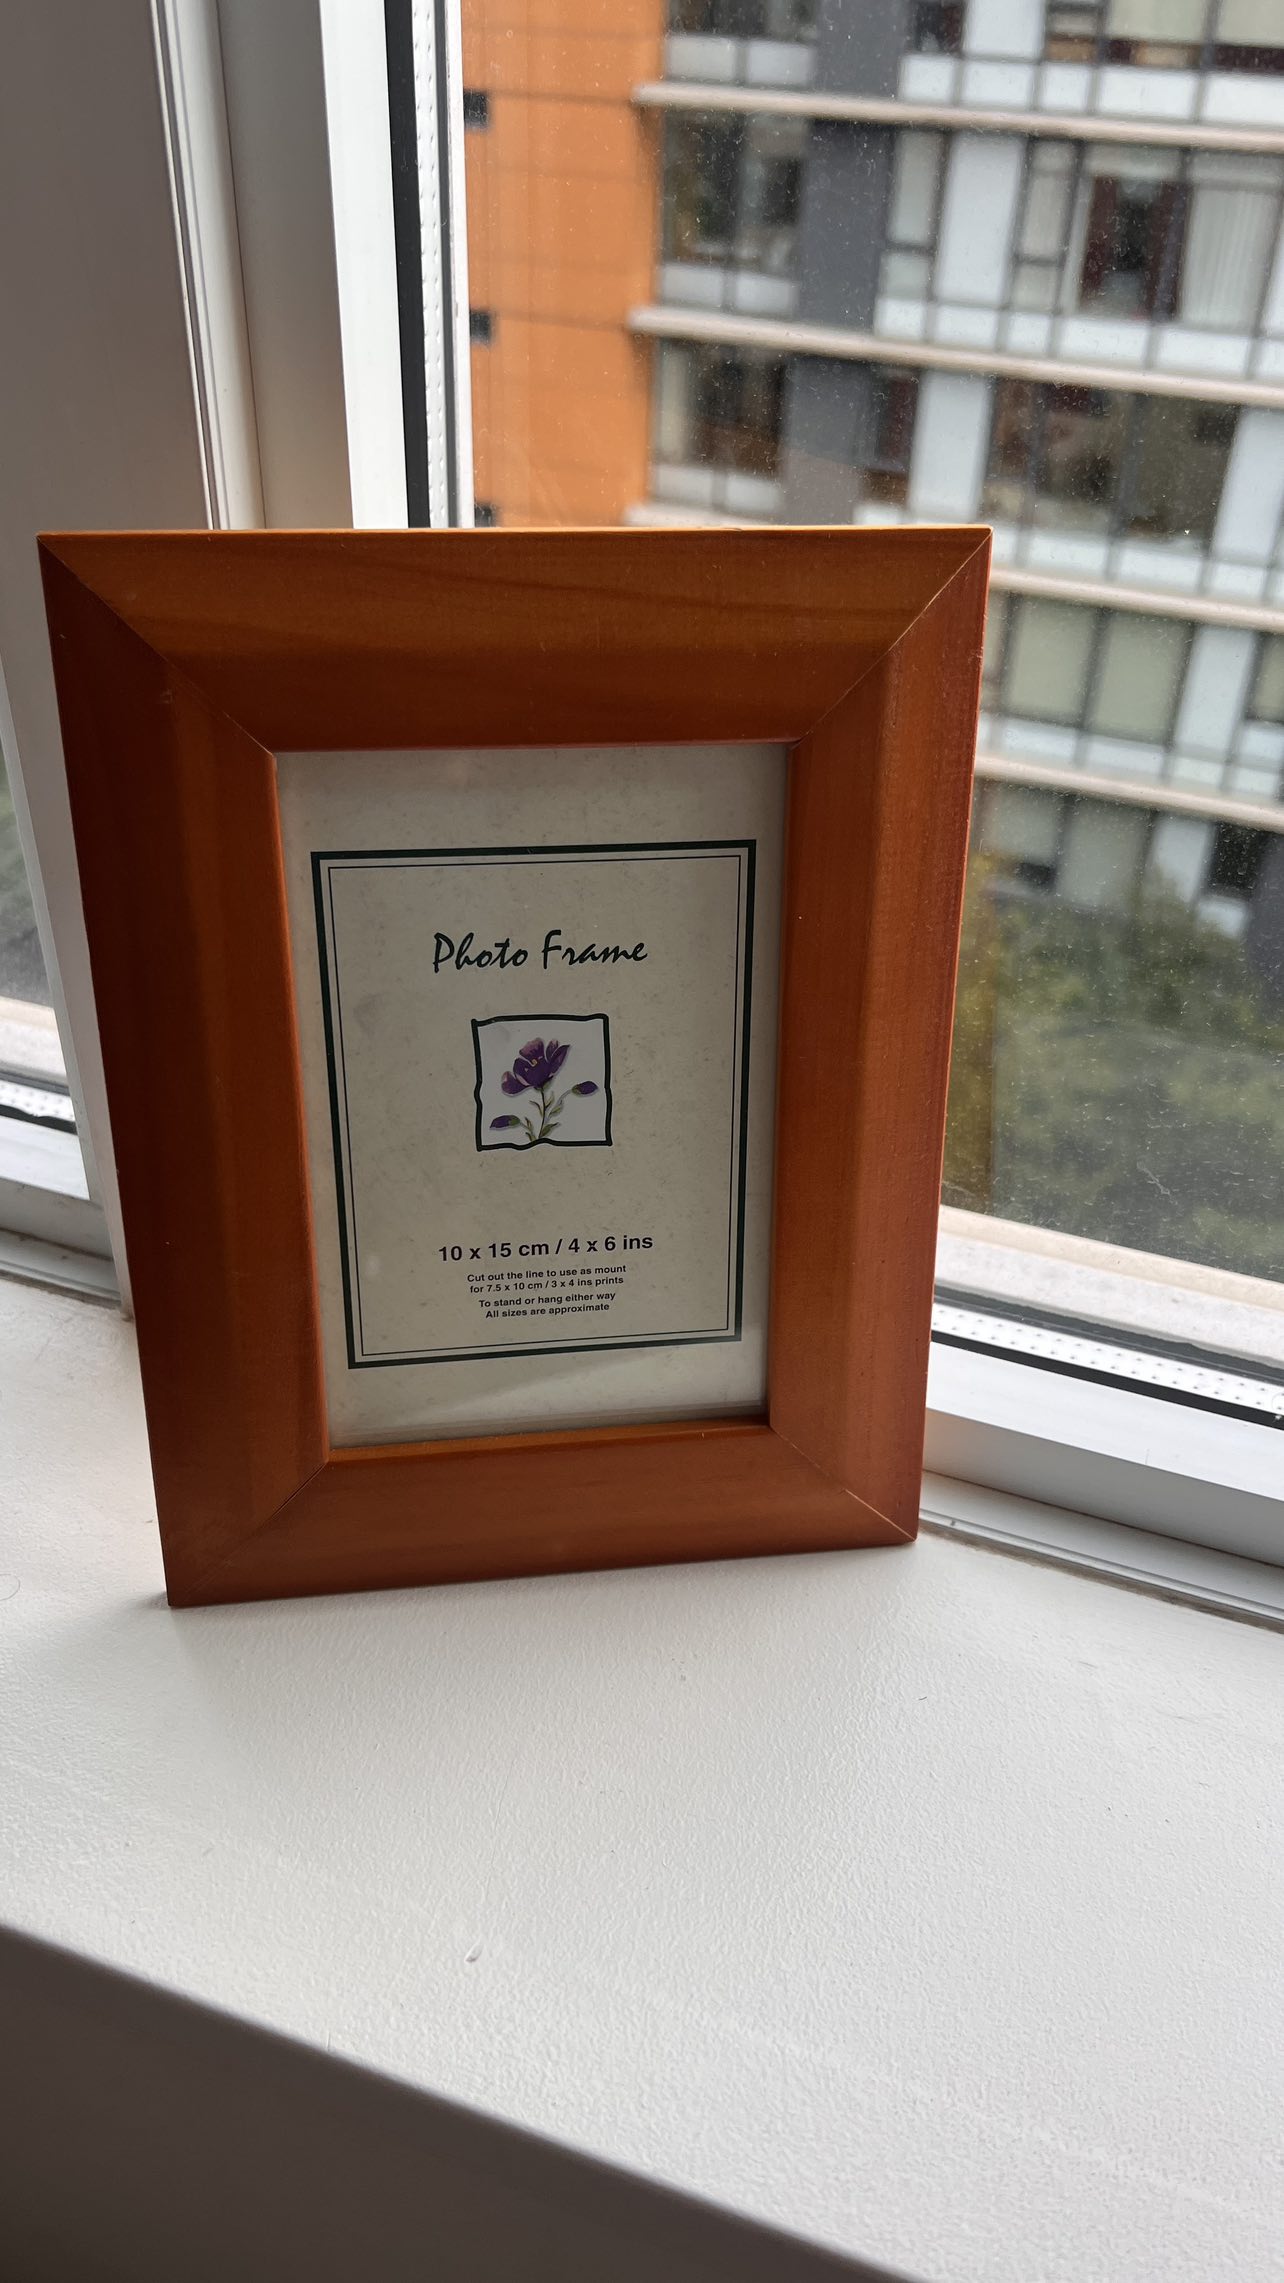 Photo Frame
10 x 15 cm / 4 x 6 ins
Cut out the line to use as mount
for 7.5 x 10 cm / 3 x 4 ins prints
To stand or hang either way
All sizes are approximate